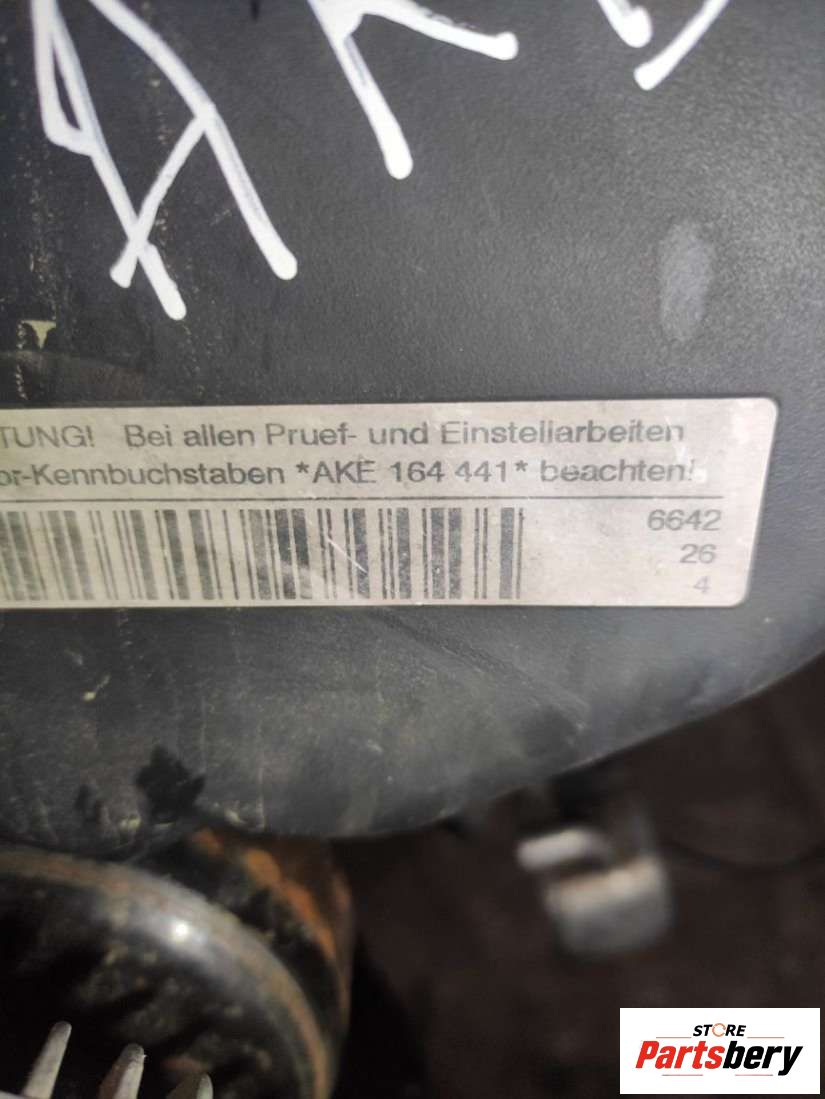 TUNG! Bei allen Pruef- und Einstellarbeiten
or-Kennbuchstaben *AKE 164 441* beachten!
6642
26
4
STORE
Partsbery